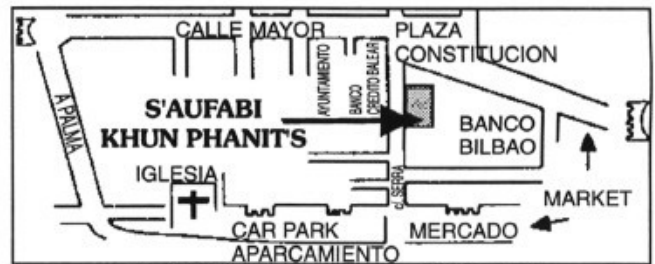 CALLE MAYOR
PLAZA
CONSTITUCION
A PALMA
AYUNTAMIENTO
BANCO
CREDITO BALEAR
S'AUFABI
KHUN PHANIT'S
BANCO
BILBAO
IGLESIA
c/. SERRA
MARKET
CAR PARK
MERCADO
APARCAMIENTO